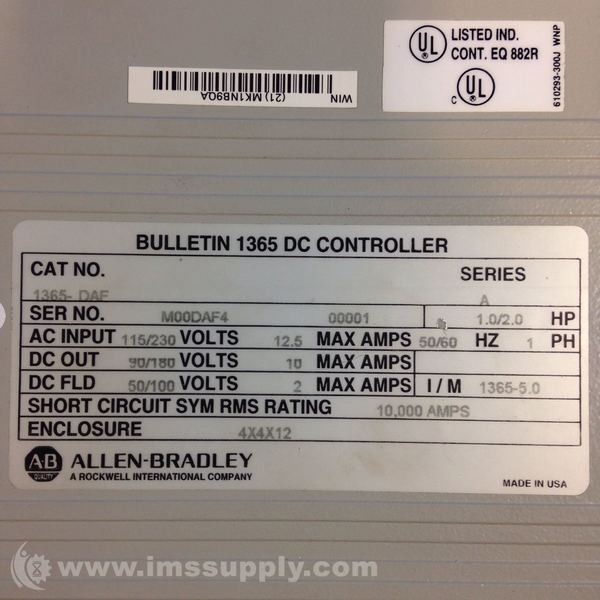 UL LISTED IND.
CONT. EQ 882R
C UL
610293-300J WNP
WIN
(21) MK1NB9QA
BULLETIN 1365 DC CONTROLLER
CAT NO. SERIES
1365- DAF A
SER NO. M00DAF4 00001 * 1.0/2.0 HP
AC INPUT 115/230 VOLTS 12.5 MAX AMPS 50/60 HZ 1 PH
DC OUT 90/180 VOLTS 10 MAX AMPS
DC FLD 50/100 VOLTS 2 MAX AMPS I / M 1365-5.0
SHORT CIRCUIT SYM RMS RATING 10,000 AMPS
ENCLOSURE 4X4X12
A-B QUALITY ALLEN-BRADLEY
A ROCKWELL INTERNATIONAL COMPANY
MADE IN USA
www.imssupply.com